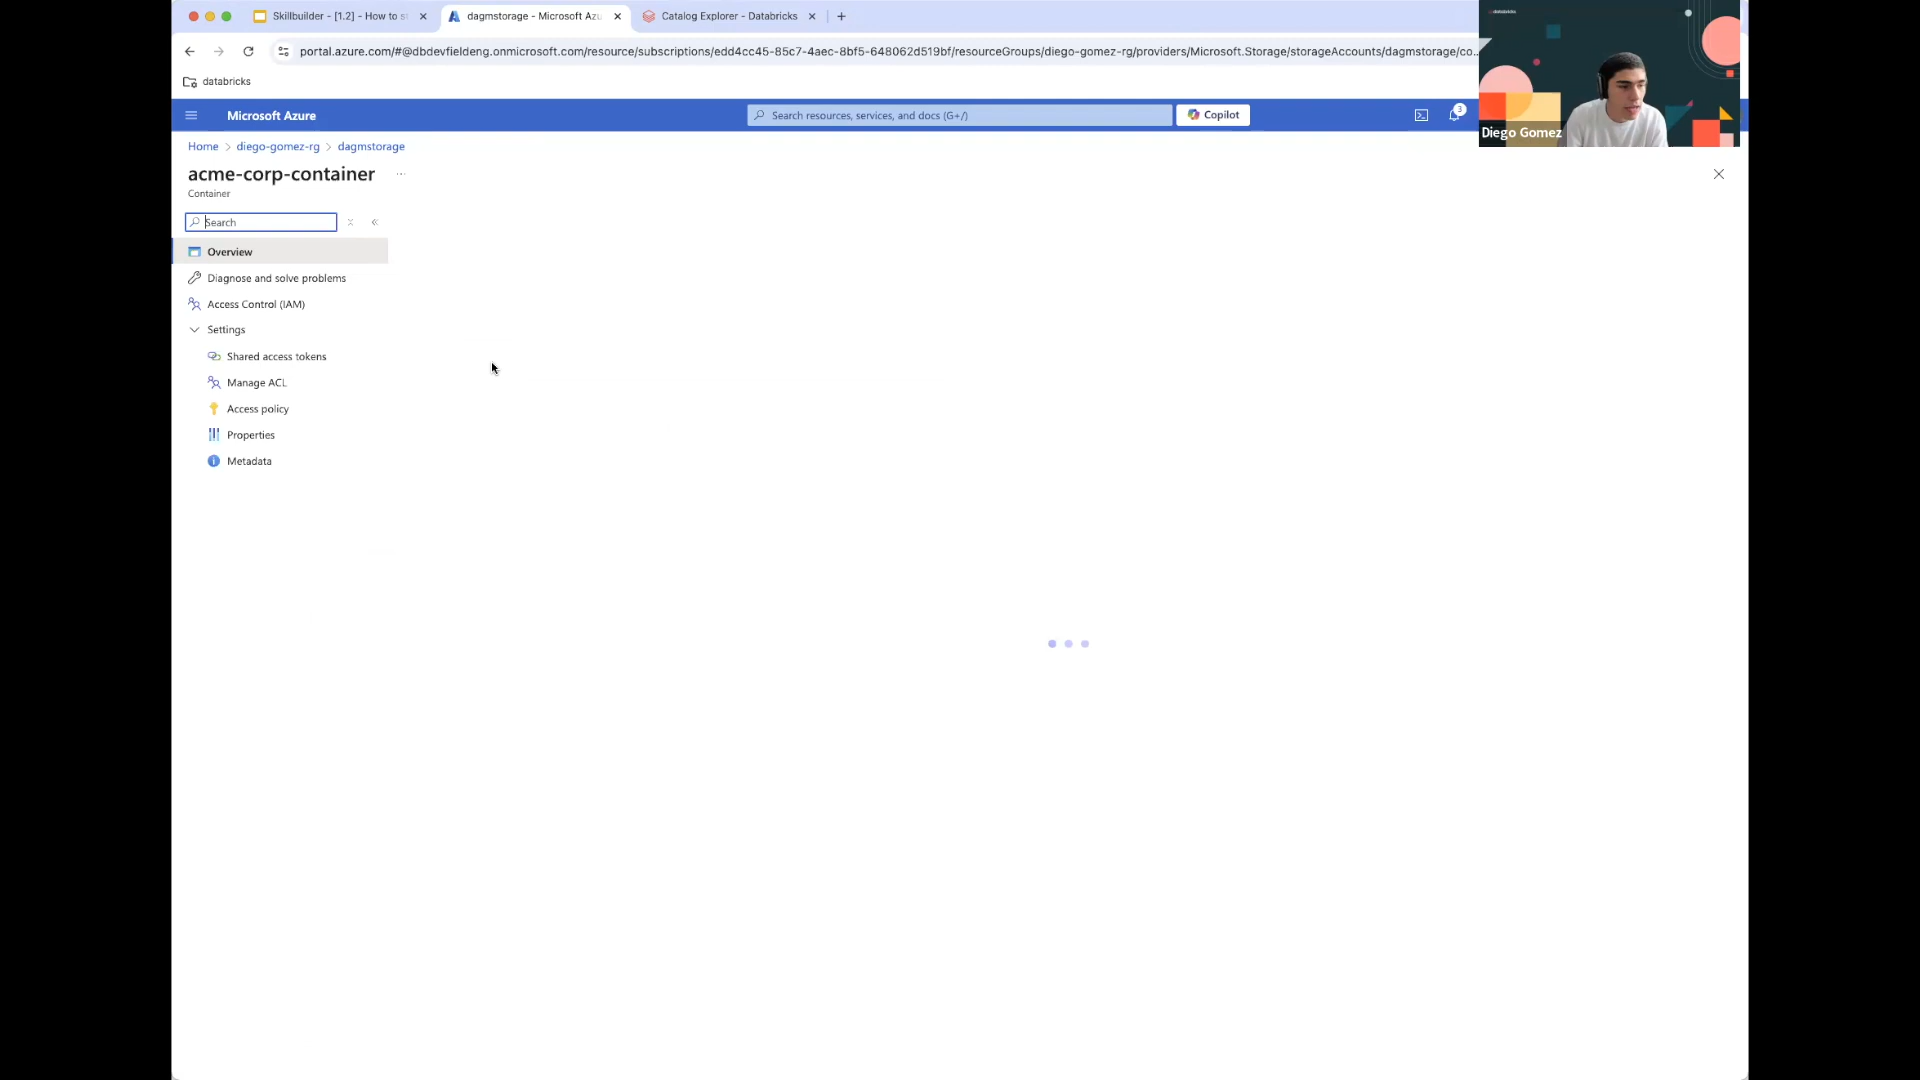 Skillbuilder - [1.2] - How to s
dagmstorage - Microsoft Azu
Catalog Explorer - Databricks
portal.azure.com/#@dbdevfieldeng.onmicrosoft.com/resource/subscriptions/edd4cc45-85c7-4aec-8bf5-648062d519bf/resourceGroups/diego-gomez-rg/providers/Microsoft.Storage/storageAccounts/dagmstorage/co...
databricks
databricks
Diego Gomez
Microsoft Azure
Search resources, services, and docs (G+/)
Copilot
3
Home > diego-gomez-rg > dagmstorage
acme-corp-container ...
Container
Search
Overview
Diagnose and solve problems
Access Control (IAM)
Settings
Shared access tokens
Manage ACL
Access policy
Properties
Metadata